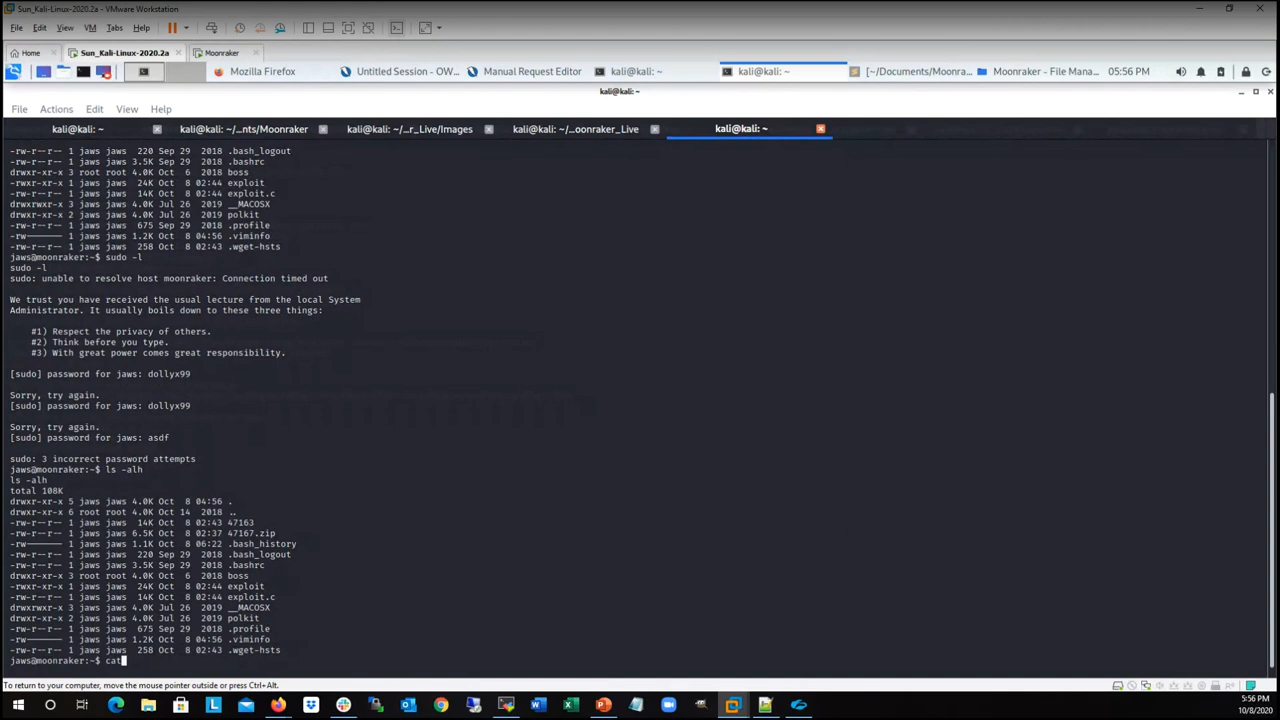 Sun_Kali-Linux-2020.2a - VMware Workstation
File Edit View VM Tabs Help
Home Sun_Kali-Linux-2020.2a Moonraker
Mozilla Firefox Untitled Session - OW... Manual Request Editor kali@kali: ~ kali@kali: ~ [~/Documents/Moonra... Moonraker - File Mana... 05:56 PM
kali@kali: ~
File Actions Edit View Help
kali@kali: ~ kali@kali: ~/...nts/Moonraker kali@kali: ~/...r_Live/Images kali@kali: ~/...oonraker_Live kali@kali: ~
-rw-r--r-- 1 jaws jaws 220 Sep 29 2018 .bash_logout
-rw-r--r-- 1 jaws jaws 3.5K Sep 29 2018 .bashrc
drwxr-xr-x 3 root root 4.0K Oct 6 2018 boss
-rw-r--r-- 1 jaws jaws 24K Oct 8 02:44 exploit
-rw-r--r-- 1 jaws jaws 14K Oct 8 02:44 exploit.c
drwxrwxr-x 3 jaws jaws 4.0K Jul 26 2019 __MACOSX
drwxr-xr-x 2 jaws jaws 4.0K Jul 26 2019 polkit
-rw-r--r-- 1 jaws jaws 675 Sep 29 2018 .profile
-rw------- 1 jaws jaws 1.2K Oct 8 04:56 .viminfo
-rw-r--r-- 1 jaws jaws 258 Oct 8 02:43 .wget-hsts
jaws@moonraker:~$ sudo -l
sudo -l
sudo: unable to resolve host moonraker: Connection timed out
We trust you have received the usual lecture from the local System
Administrator. It usually boils down to these three things:
#1) Respect the privacy of others.
#2) Think before you type.
#3) With great power comes great responsibility.
[sudo] password for jaws: dollyx99
Sorry, try again.
[sudo] password for jaws: dollyx99
Sorry, try again.
[sudo] password for jaws: asdf
sudo: 3 incorrect password attempts
jaws@moonraker:~$ ls -alh
ls -alh
total 108K
drwxr-xr-x 5 jaws jaws 4.0K Oct 8 04:56 .
drwxr-xr-x 6 root root 4.0K Oct 14 2018 ..
-rw-r--r-- 1 jaws jaws 14K Oct 8 02:43 47163
-rw-r--r-- 1 jaws jaws 6.5K Oct 8 02:37 47167.zip
-rw------- 1 jaws jaws 1.1K Oct 8 06:22 .bash_history
-rw-r--r-- 1 jaws jaws 220 Sep 29 2018 .bash_logout
-rw-r--r-- 1 jaws jaws 3.5K Sep 29 2018 .bashrc
drwxr-xr-x 3 root root 4.0K Oct 6 2018 boss
-rw-r--r-- 1 jaws jaws 24K Oct 8 02:44 exploit
-rw-r--r-- 1 jaws jaws 14K Oct 8 02:44 exploit.c
drwxrwxr-x 3 jaws jaws 4.0K Jul 26 2019 __MACOSX
drwxr-xr-x 2 jaws jaws 4.0K Jul 26 2019 polkit
-rw-r--r-- 1 jaws jaws 675 Sep 29 2018 .profile
-rw------- 1 jaws jaws 1.2K Oct 8 04:56 .viminfo
-rw-r--r-- 1 jaws jaws 258 Oct 8 02:43 .wget-hsts
jaws@moonraker:~$ cat
To return to your computer, move the mouse pointer outside or press Ctrl+Alt.
5:56 PM
10/8/2020